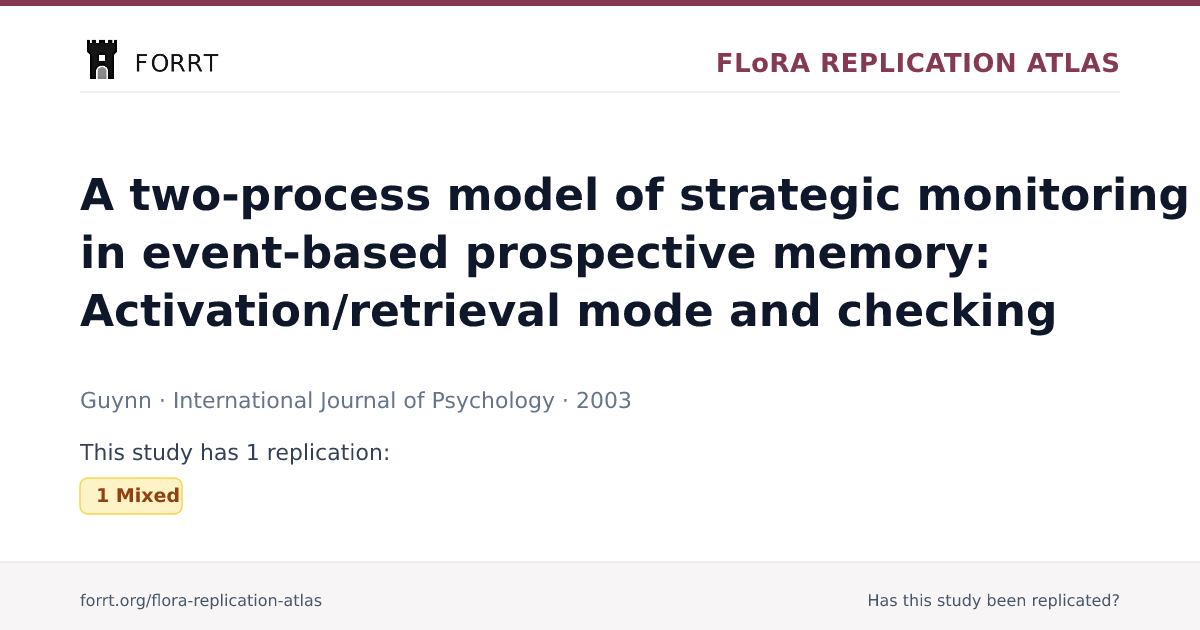 FORRT
FLoRA REPLICATION ATLAS
A two-process model of strategic monitoring
in event-based prospective memory:
Activation/retrieval mode and checking
Guynn · International Journal of Psychology · 2003
This study has 1 replication:
1 Mixed
forrt.org/flora-replication-atlas
Has this study been replicated?